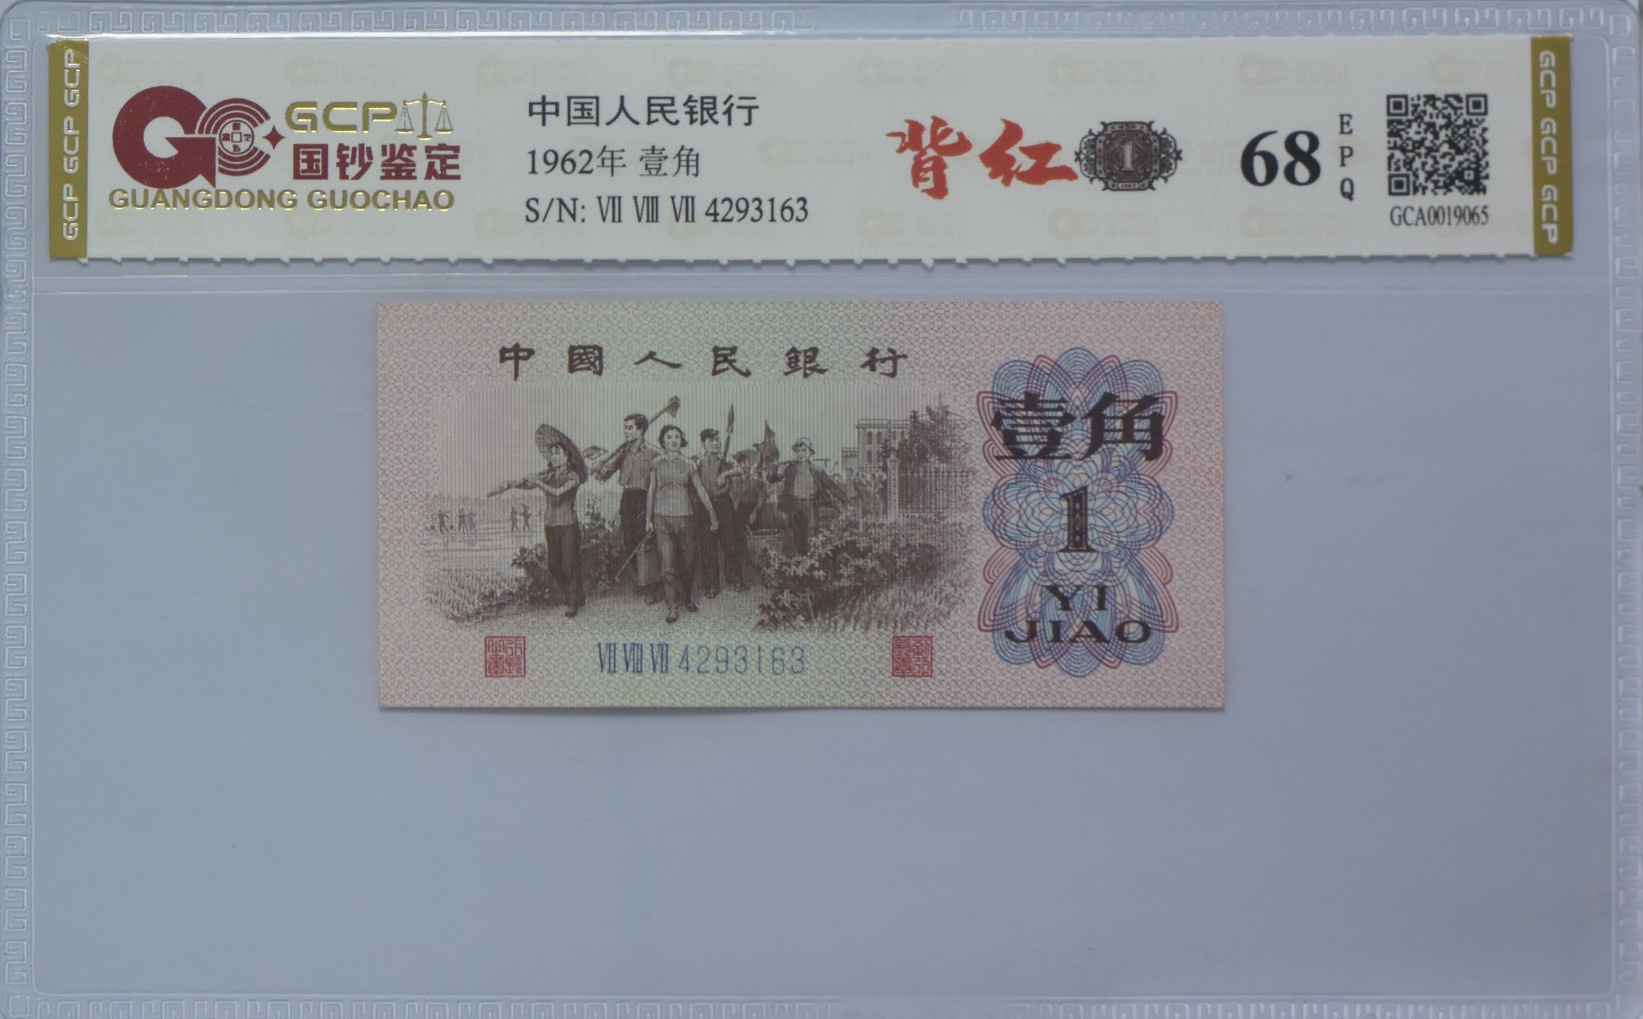 GCP GCP GCP
GCP
国钞鉴定
GUANGDONG GUOCHAO
中国人民银行
1962年 壹角
S/N: Ⅶ Ⅷ Ⅶ 4293163
背红
1
68
EPQ
GCA0019065
GCP GCP GCP
中國人民銀行
壹角
1
YI
JIAO
Ⅶ Ⅷ Ⅶ 4293163